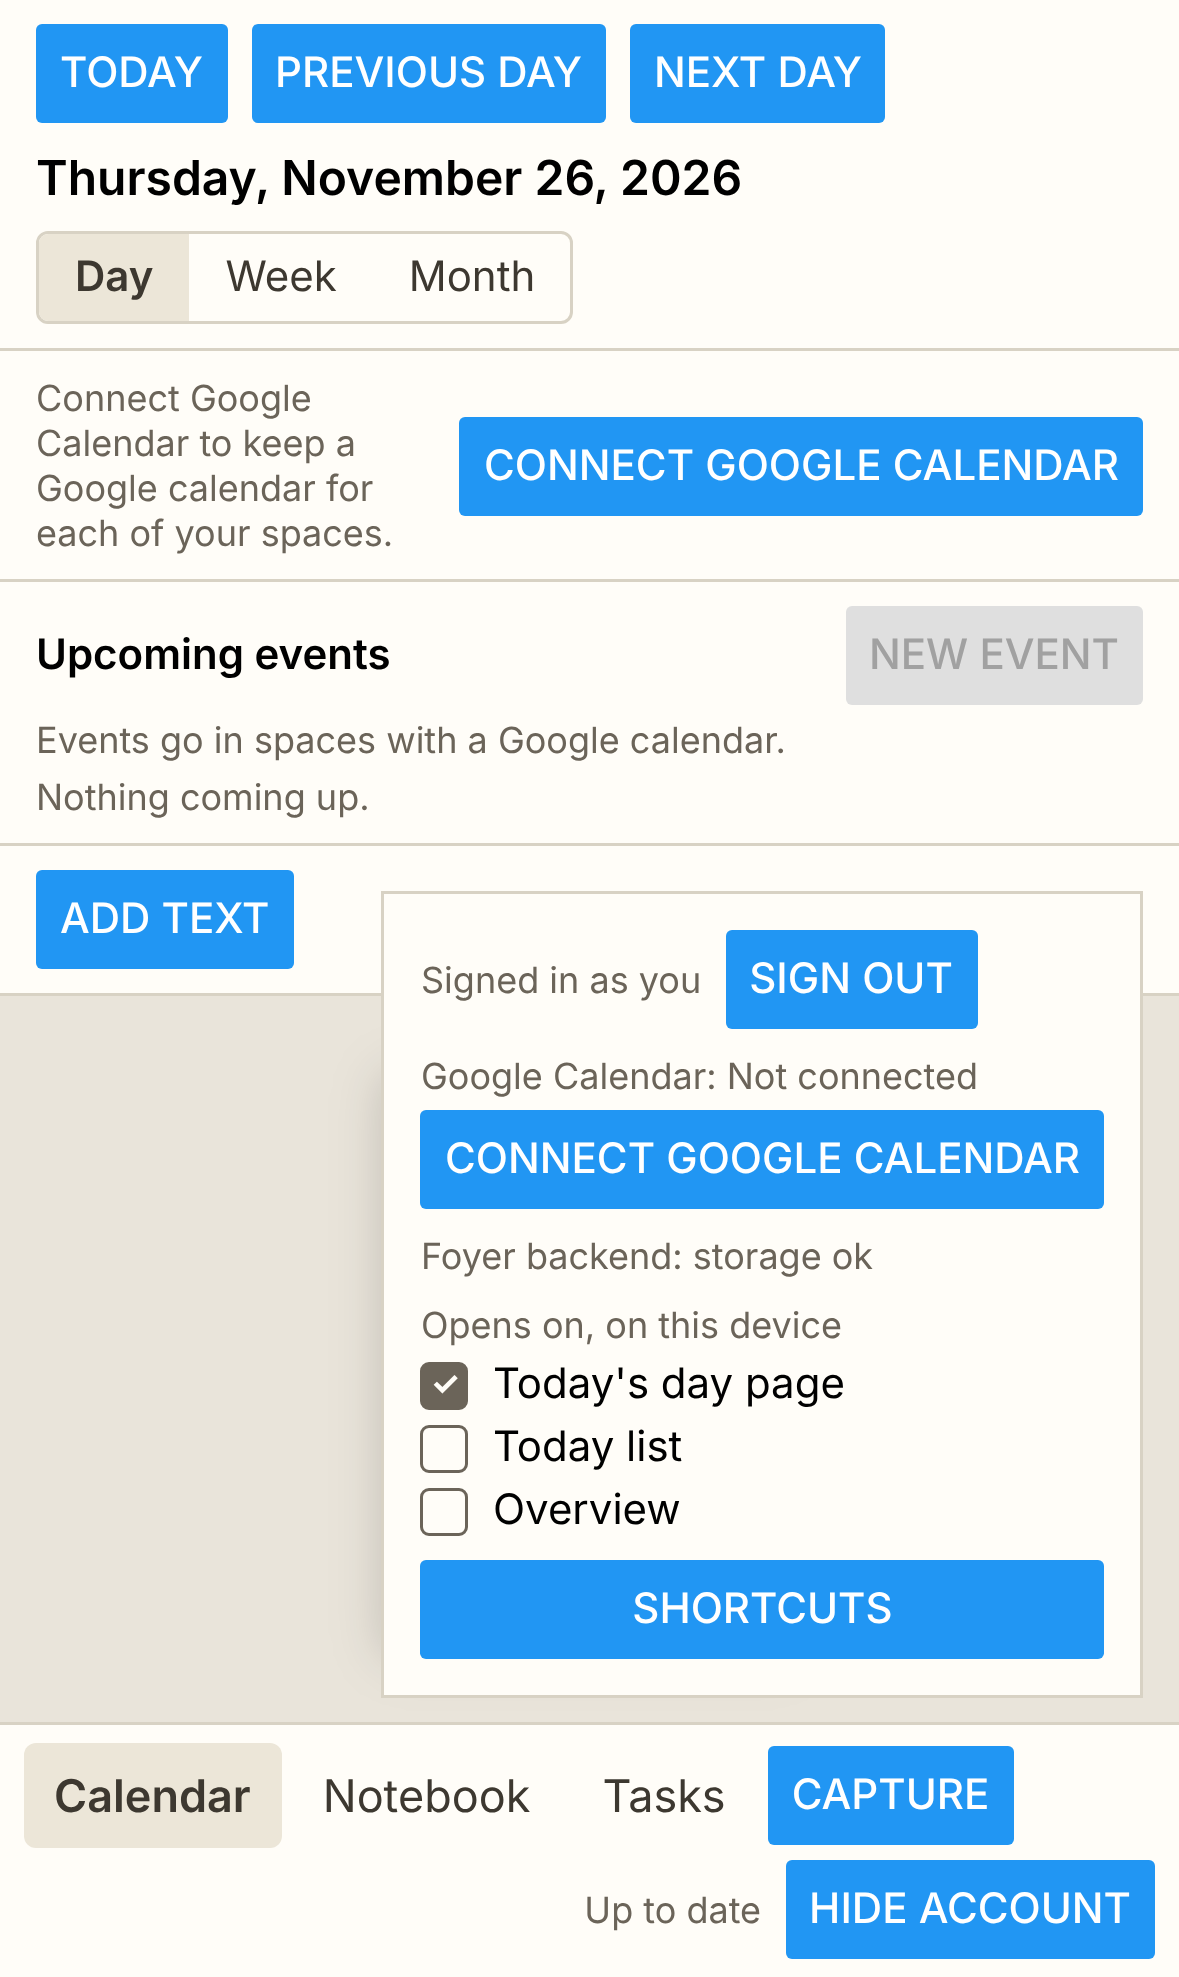 TODAY PREVIOUS DAY NEXT DAY
Thursday, November 26, 2026
Day Week Month
Connect Google
Calendar to keep a
Google calendar for
each of your spaces.
CONNECT GOOGLE CALENDAR
Upcoming events
NEW EVENT
Events go in spaces with a Google calendar.
Nothing coming up.
ADD TEXT
Signed in as you SIGN OUT
Google Calendar: Not connected
CONNECT GOOGLE CALENDAR
Foyer backend: storage ok
Opens on, on this device
Today's day page
Today list
Overview
SHORTCUTS
Calendar Notebook Tasks CAPTURE
Up to date HIDE ACCOUNT